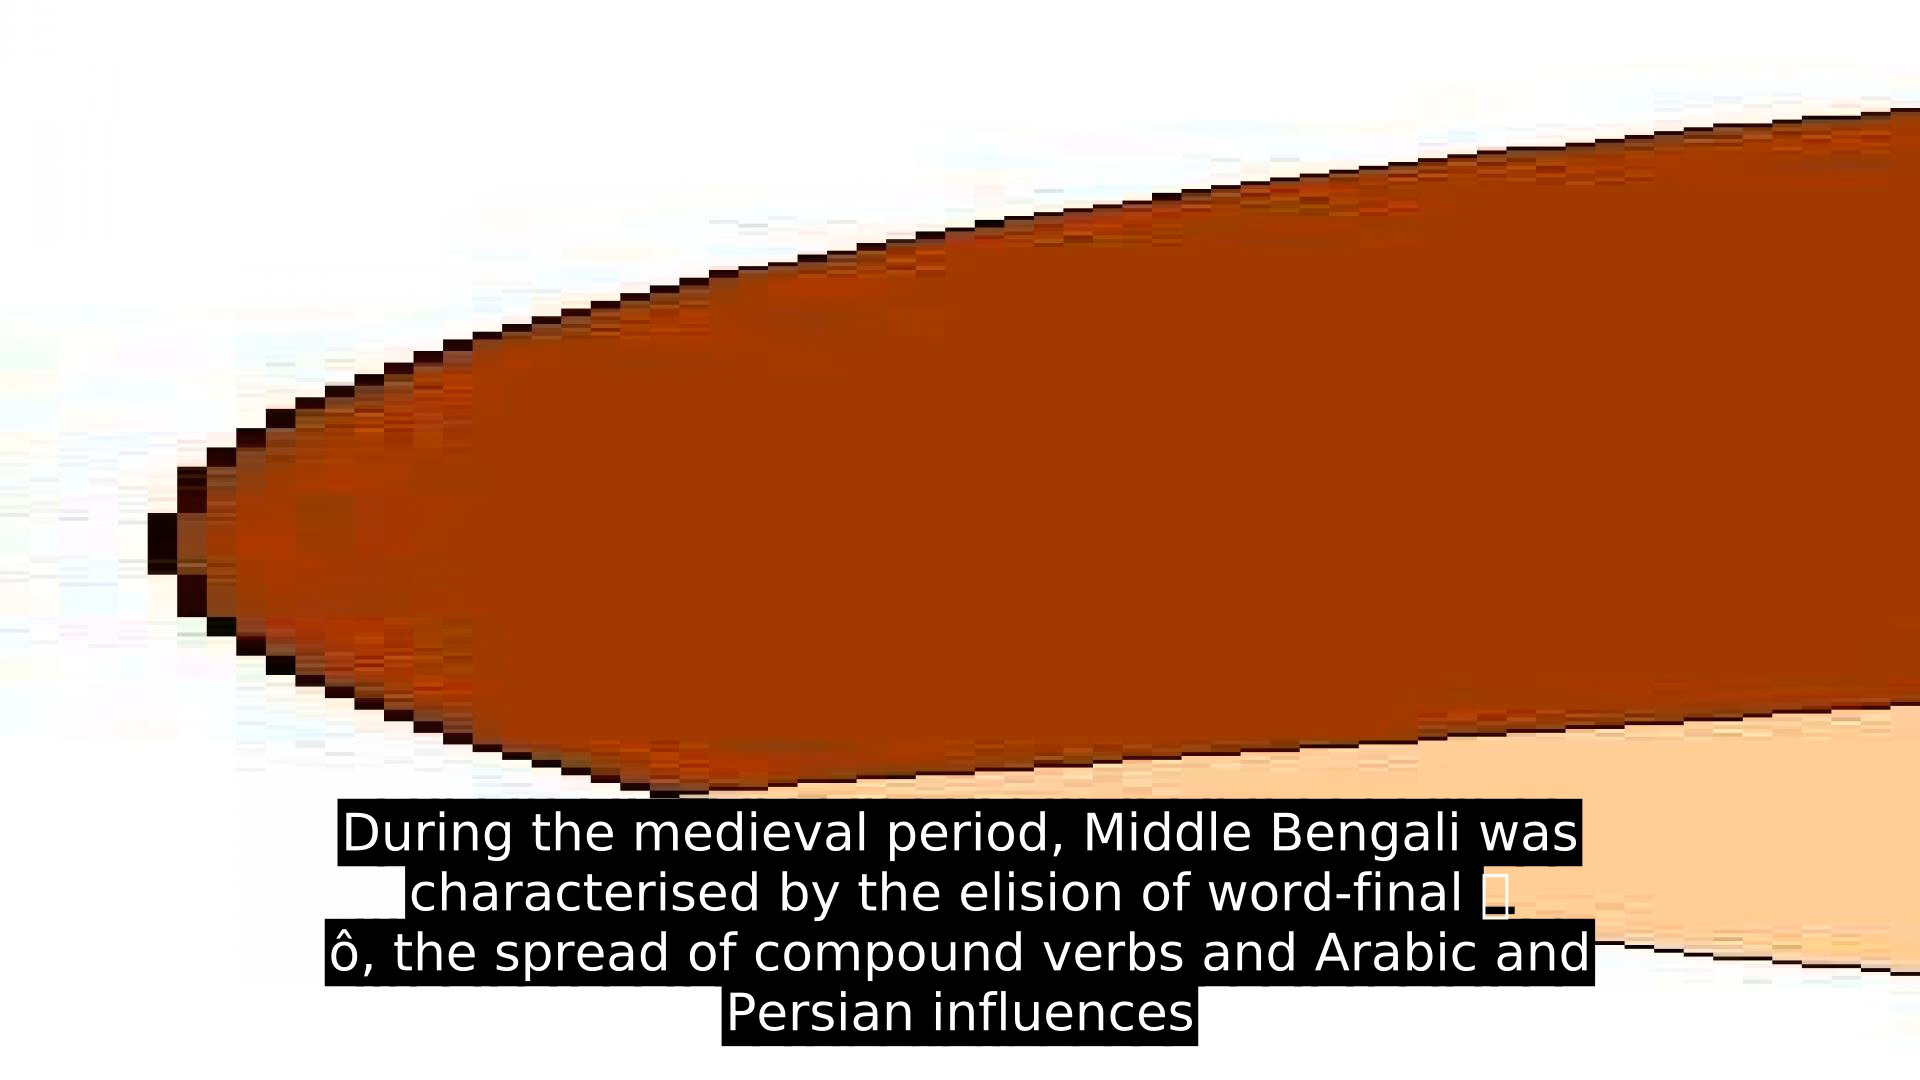 During the medieval period, Middle Bengali was
characterised by the elision of word-final
ô, the spread of compound verbs and Arabic and
Persian influences